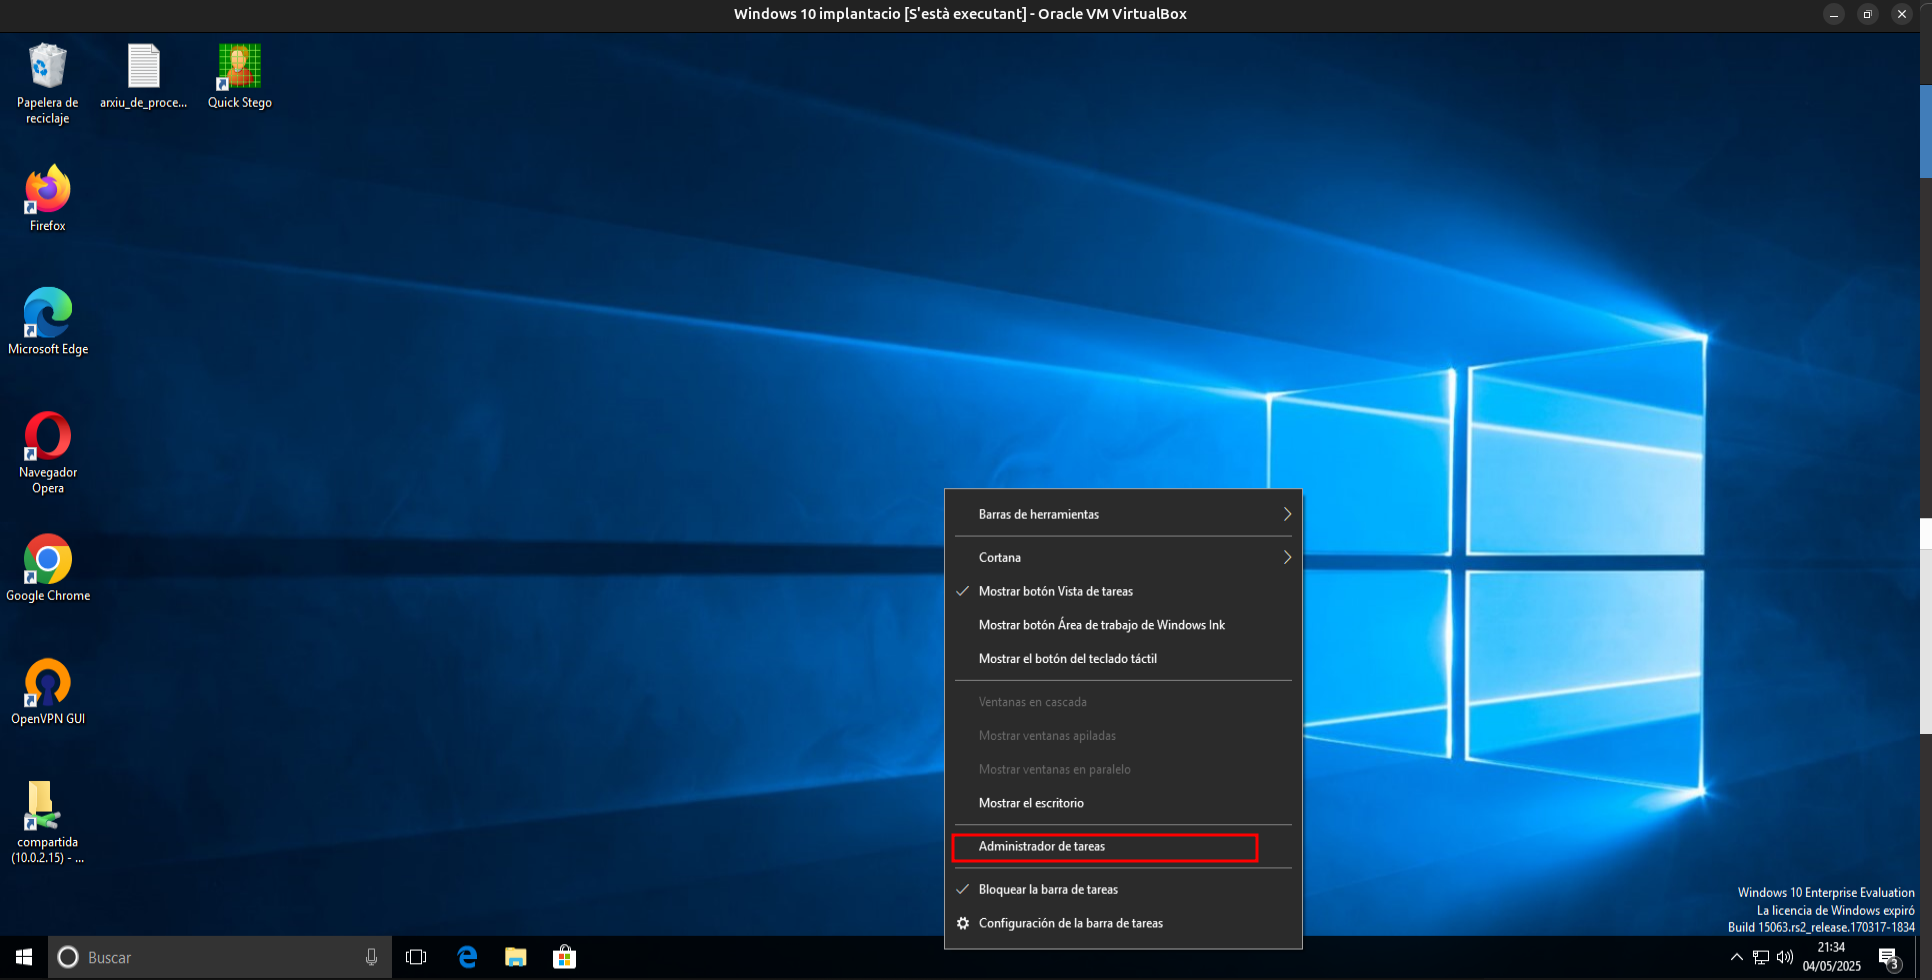 Windows 10 implantacio [S'està executant] - Oracle VM VirtualBox
Papelera de
reciclaje
arxiu_de_proce...
Quick Stego
Firefox
Microsoft Edge
Navegador
Opera
Google Chrome
OpenVPN GUI
compartida
(10.0.2.15) - ...
Barras de herramientas
Cortana
Mostrar botón Vista de tareas
Mostrar botón Área de trabajo de Windows Ink
Mostrar el botón del teclado táctil
Ventanas en cascada
Mostrar ventanas apiladas
Mostrar ventanas en paralelo
Mostrar el escritorio
Administrador de tareas
Bloquear la barra de tareas
Configuración de la barra de tareas
Windows 10 Enterprise Evaluation
La licencia de Windows expiró
Build 15063.rs2_release.170317-1834
Buscar
21:34
04/05/2025
3